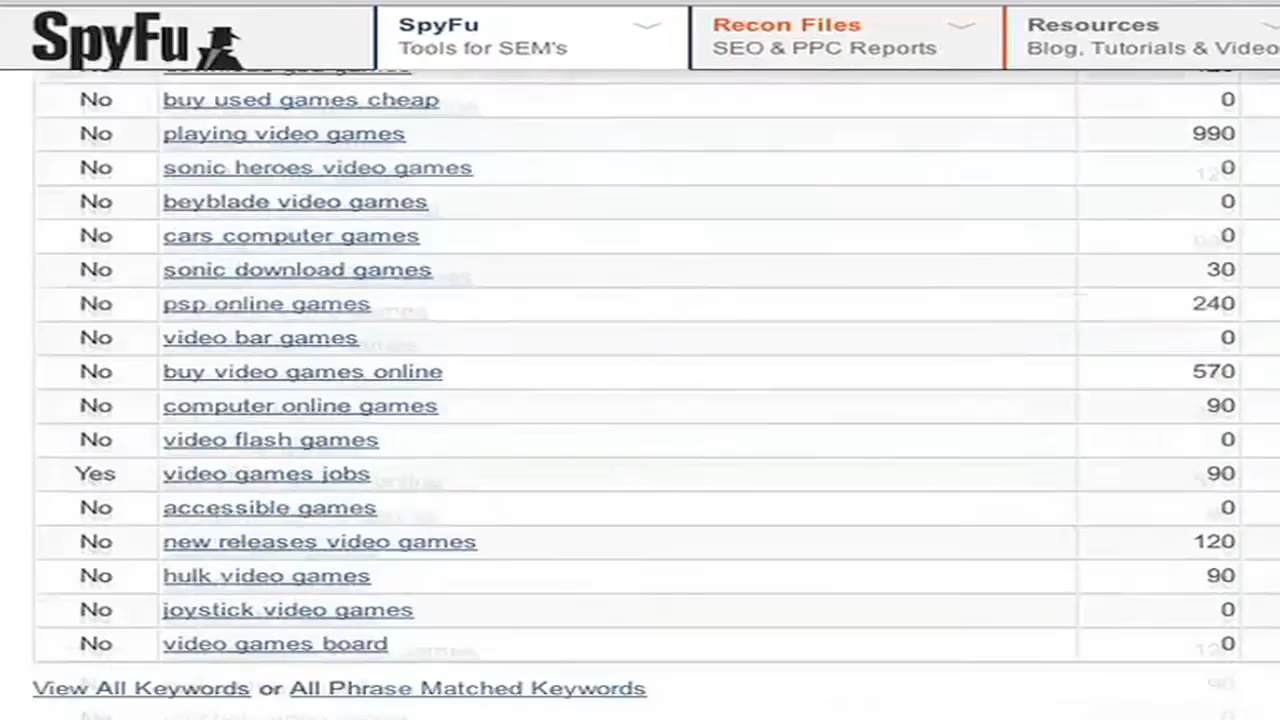 SpyFu
SpyFu
Tools for SEM's
Recon Files
SEO & PPC Reports
Resources
Blog, Tutorials & Video
No buy used games cheap 0
No playing video games 990
No sonic heroes video games 0
No beyblade video games 0
No cars computer games 0
No sonic download games 30
No psp online games 240
No video bar games 0
No buy video games online 570
No computer online games 90
No video flash games 0
Yes video games jobs 90
No accessible games 0
No new releases video games 120
No hulk video games 90
No joystick video games 0
No video games board 0
View All Keywords or All Phrase Matched Keywords